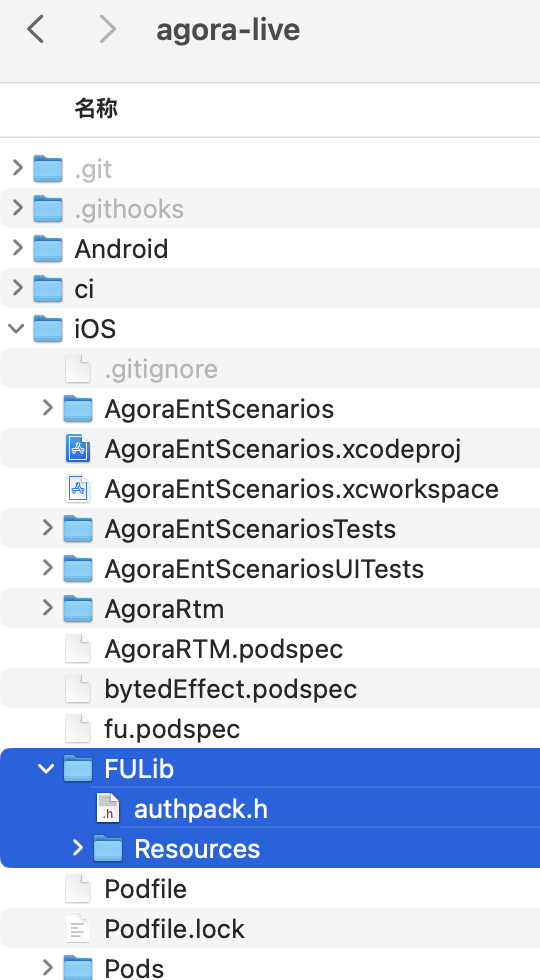 agora-live
名称
.git
.githooks
Android
ci
iOS
.gitignore
AgoraEntScenarios
AgoraEntScenarios.xcodeproj
AgoraEntScenarios.xcworkspace
AgoraEntScenariosTests
AgoraEntScenariosUITests
AgoraRtm
AgoraRTM.podspec
bytedEffect.podspec
fu.podspec
FULib
.h
authpack.h
Resources
Podfile
Podfile.lock
Pods